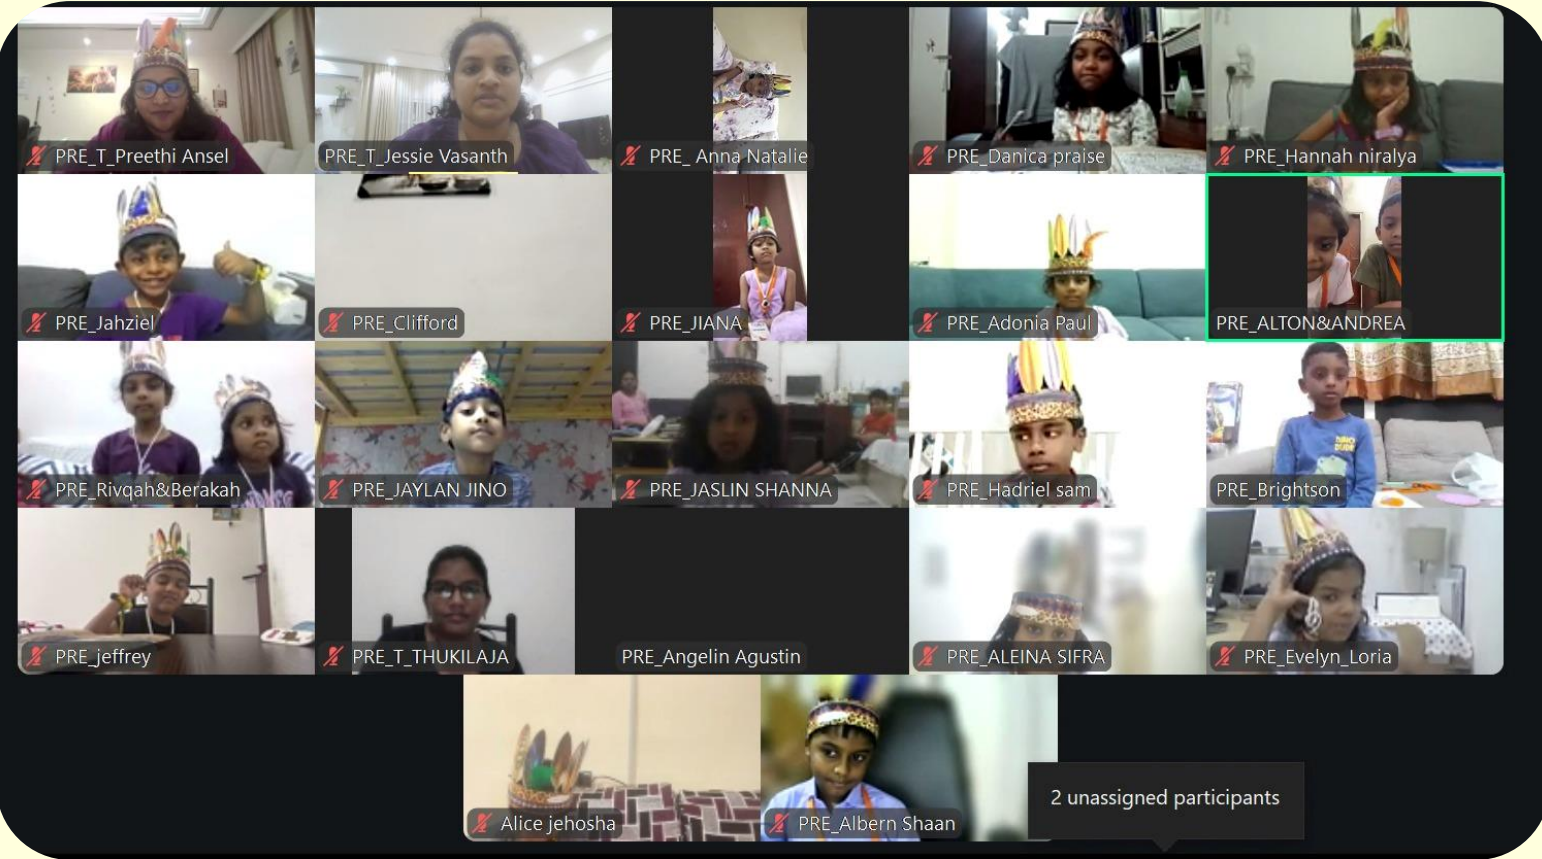 PRE_T_Preethi Ansel
PRE_T_Jessie Vasanth
PRE_ Anna Natalie
PRE_Danica praise
PRE_Hannah niralya
PRE_Jahziel
PRE_Clifford
PRE_JIANA
PRE_Adonia Paul
PRE_ALTON&ANDREA
PRE_Rivqah&Berakah
PRE_JAYLAN JINO
PRE_JASLIN SHANNA
PRE_Hadriel sam
DINO
DUDE
PRE_Brightson
PRE_jeffrey
PRE_T_THUKILAJA
PRE_Angelin Agustin
PRE_ALEINA SIFRA
PRE_Evelyn_Loria
Alice jehosha
PRE_Albern Shaan
2 unassigned participants